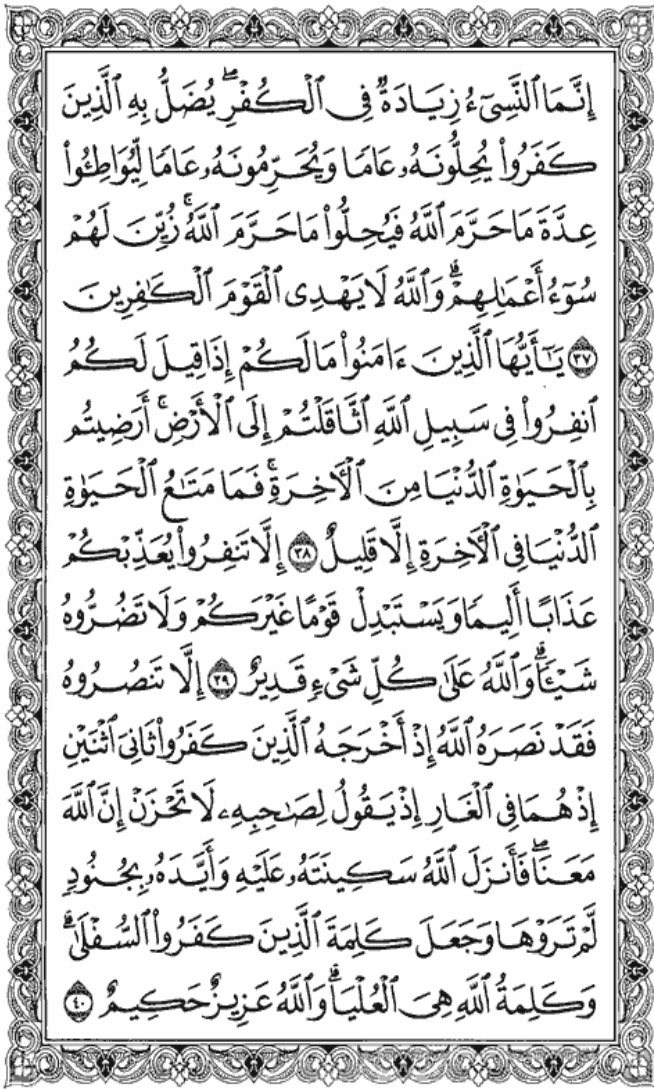 إِنَّمَا ٱلنَّسِىٓءُ زِيَادَةٌ فِى ٱلْكُفْرِ ۖ يُضَلُّ بِهِ ٱلَّذِينَ
كَفَرُوا۟ يُحِلُّونَهُۥ عَامًا وَيُحَرِّمُونَهُۥ عَامًا لِّيُوَاطِـُٔوا۟
عِدَّةَ مَا حَرَّمَ ٱللَّهُ فَيُحِلُّوا۟ مَا حَرَّمَ ٱللَّهُ ۚ زُيِّنَ لَهُمْ
سُوٓءُ أَعْمَـٰلِهِمْ ۗ وَٱللَّهُ لَا يَهْدِى ٱلْقَوْمَ ٱلْكَـٰفِرِينَ
٣٧ يَـٰٓأَيُّهَا ٱلَّذِينَ ءَامَنُوا۟ مَا لَكُمْ إِذَا قِيلَ لَكُمُ
ٱنفِرُوا۟ فِى سَبِيلِ ٱللَّهِ ٱثَّاقَلْتُمْ إِلَى ٱلْأَرْضِ ۚ أَرَضِيتُم
بِٱلْحَيَوٰةِ ٱلدُّنْيَا مِنَ ٱلْـَٔاخِرَةِ ۚ فَمَا مَتَـٰعُ ٱلْحَيَوٰةِ
ٱلدُّنْيَا فِى ٱلْـَٔاخِرَةِ إِلَّا قَلِيلٌ ٣٨ إِلَّا تَنفِرُوا۟ يُعَذِّبْكُمْ
عَذَابًا أَلِيمًا وَيَسْتَبْدِلْ قَوْمًا غَيْرَكُمْ وَلَا تَضُرُّوهُ
شَيْـًٔا ۗ وَٱللَّهُ عَلَىٰ كُلِّ شَىْءٍ قَدِيرٌ ٣٩ إِلَّا تَنصُرُوهُ
فَقَدْ نَصَرَهُ ٱللَّهُ إِذْ أَخْرَجَهُ ٱلَّذِينَ كَفَرُوا۟ ثَانِىَ ٱثْنَيْنِ
إِذْ هُمَا فِى ٱلْغَارِ إِذْ يَقُولُ لِصَـٰحِبِهِۦ لَا تَحْزَنْ إِنَّ ٱللَّهَ
مَعَنَا ۖ فَأَنزَلَ ٱللَّهُ سَكِينَتَهُۥ عَلَيْهِ وَأَيَّدَهُۥ بِجُنُودٍ
لَّمْ تَرَوْهَا وَجَعَلَ كَلِمَةَ ٱلَّذِينَ كَفَرُوا۟ ٱلسُّفْلَىٰ ۗ
وَكَلِمَةُ ٱللَّهِ هِىَ ٱلْعُلْيَا ۗ وَٱللَّهُ عَزِيزٌ حَكِيمٌ ٤٠